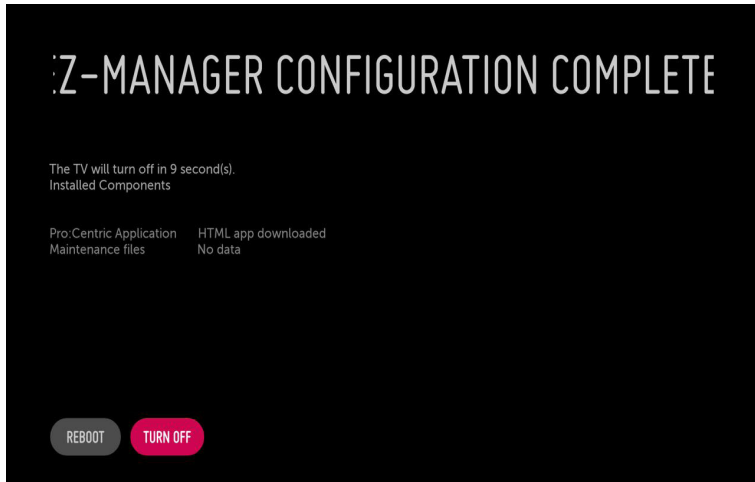 Z-MANAGER CONFIGURATION COMPLETE
The TV will turn off in 9 second(s).
Installed Components
Pro:Centric Application HTML app downloaded
Maintenance files No data
REBOOT TURN OFF